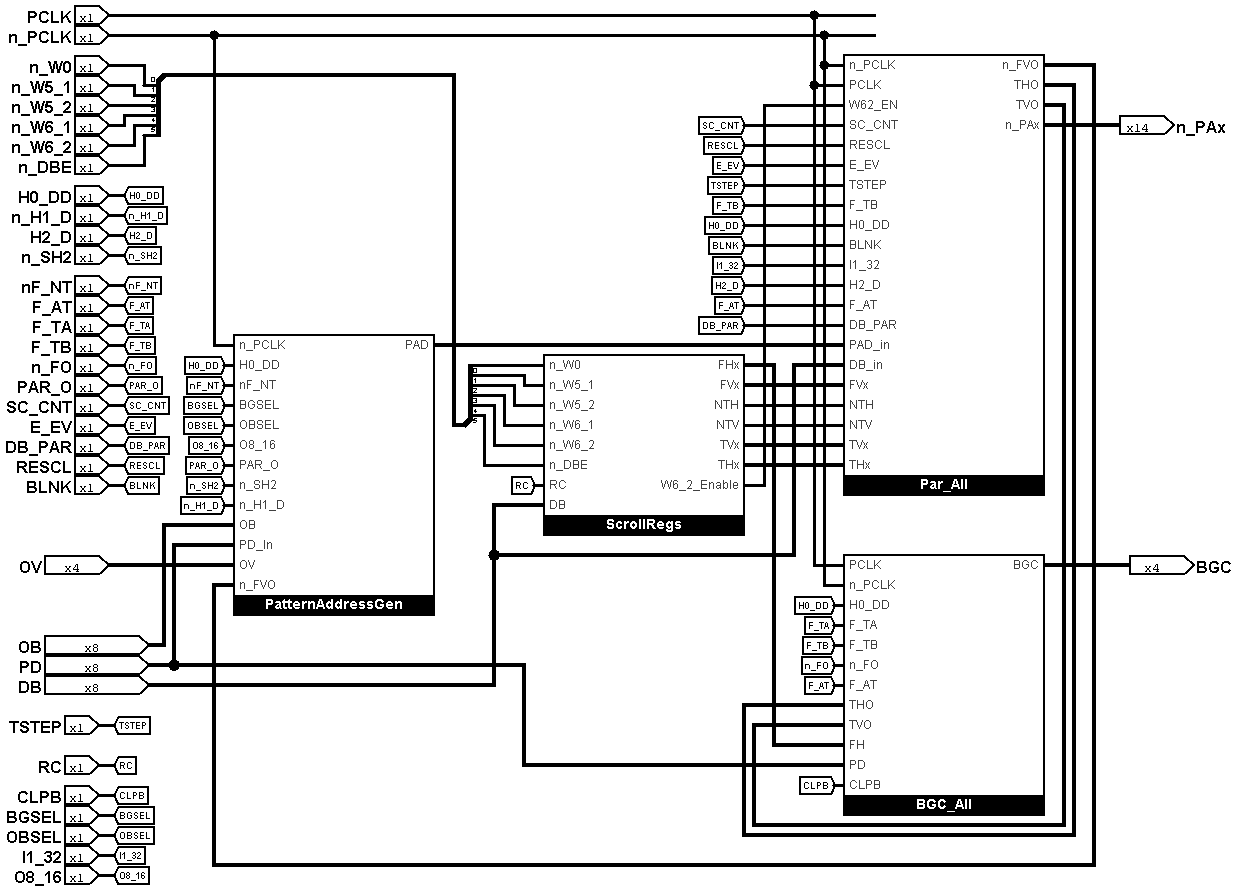 PCLK x1
n_PCLK x1
n_W0 x1
n_W5_1 x1
n_W5_2 x1
n_W6_1 x1
n_W6_2 x1
n_DBE x1
0
1
2
3
4
5
H0_DD x1 H0_DD
n_H1_D x1 n_H1_D
H2_D x1 H2_D
n_SH2 x1 n_SH2
nF_NT x1 nF_NT
F_AT x1 F_AT
F_TA x1 F_TA
F_TB x1 F_TB
n_FO x1 n_FO
PAR_O x1 PAR_O
SC_CNT x1 SC_CNT
E_EV x1 E_EV
DB_PAR x1 DB_PAR
RESCL x1 RESCL
BLNK x1 BLNK
OV x4
OB x8
PD x8
DB x8
TSTEP x1 TSTEP
RC x1 RC
CLPB x1 CLPB
BGSEL x1 BGSEL
OBSEL x1 OBSEL
I1_32 x1 I1_32
O8_16 x1 O8_16
n_PCLK PAD
H0_DD H0_DD
nF_NT nF_NT
BGSEL BGSEL
OBSEL OBSEL
O8_16 O8_16
PAR_O PAR_O
n_SH2 n_SH2
n_H1_D n_H1_D
OB
PD_In
OV
n_FVO
PatternAddressGen
0
1
2
3
4
5
n_W0 FHx
n_W5_1 FVx
n_W5_2 NTH
n_W6_1 NTV
n_W6_2 TVx
n_DBE THx
RC RC W6_2_Enable
DB
ScrollRegs
n_PCLK n_FVO
PCLK THO
W62_EN TVO
SC_CNT SC_CNT n_PAx x14 n_PAx
RESCL RESCL
E_EV E_EV
TSTEP TSTEP
F_TB F_TB
H0_DD H0_DD
BLNK BLNK
I1_32 I1_32
H2_D H2_D
F_AT F_AT
DB_PAR DB_PAR
PAD_in
DB_in
FVx
NTH
NTV
TVx
THx
Par_All
PCLK BGC x4 BGC
n_PCLK
H0_DD H0_DD
F_TA F_TA
F_TB F_TB
n_FO n_FO
F_AT F_AT
THO
TVO
FH
PD
CLPB CLPB
BGC_All